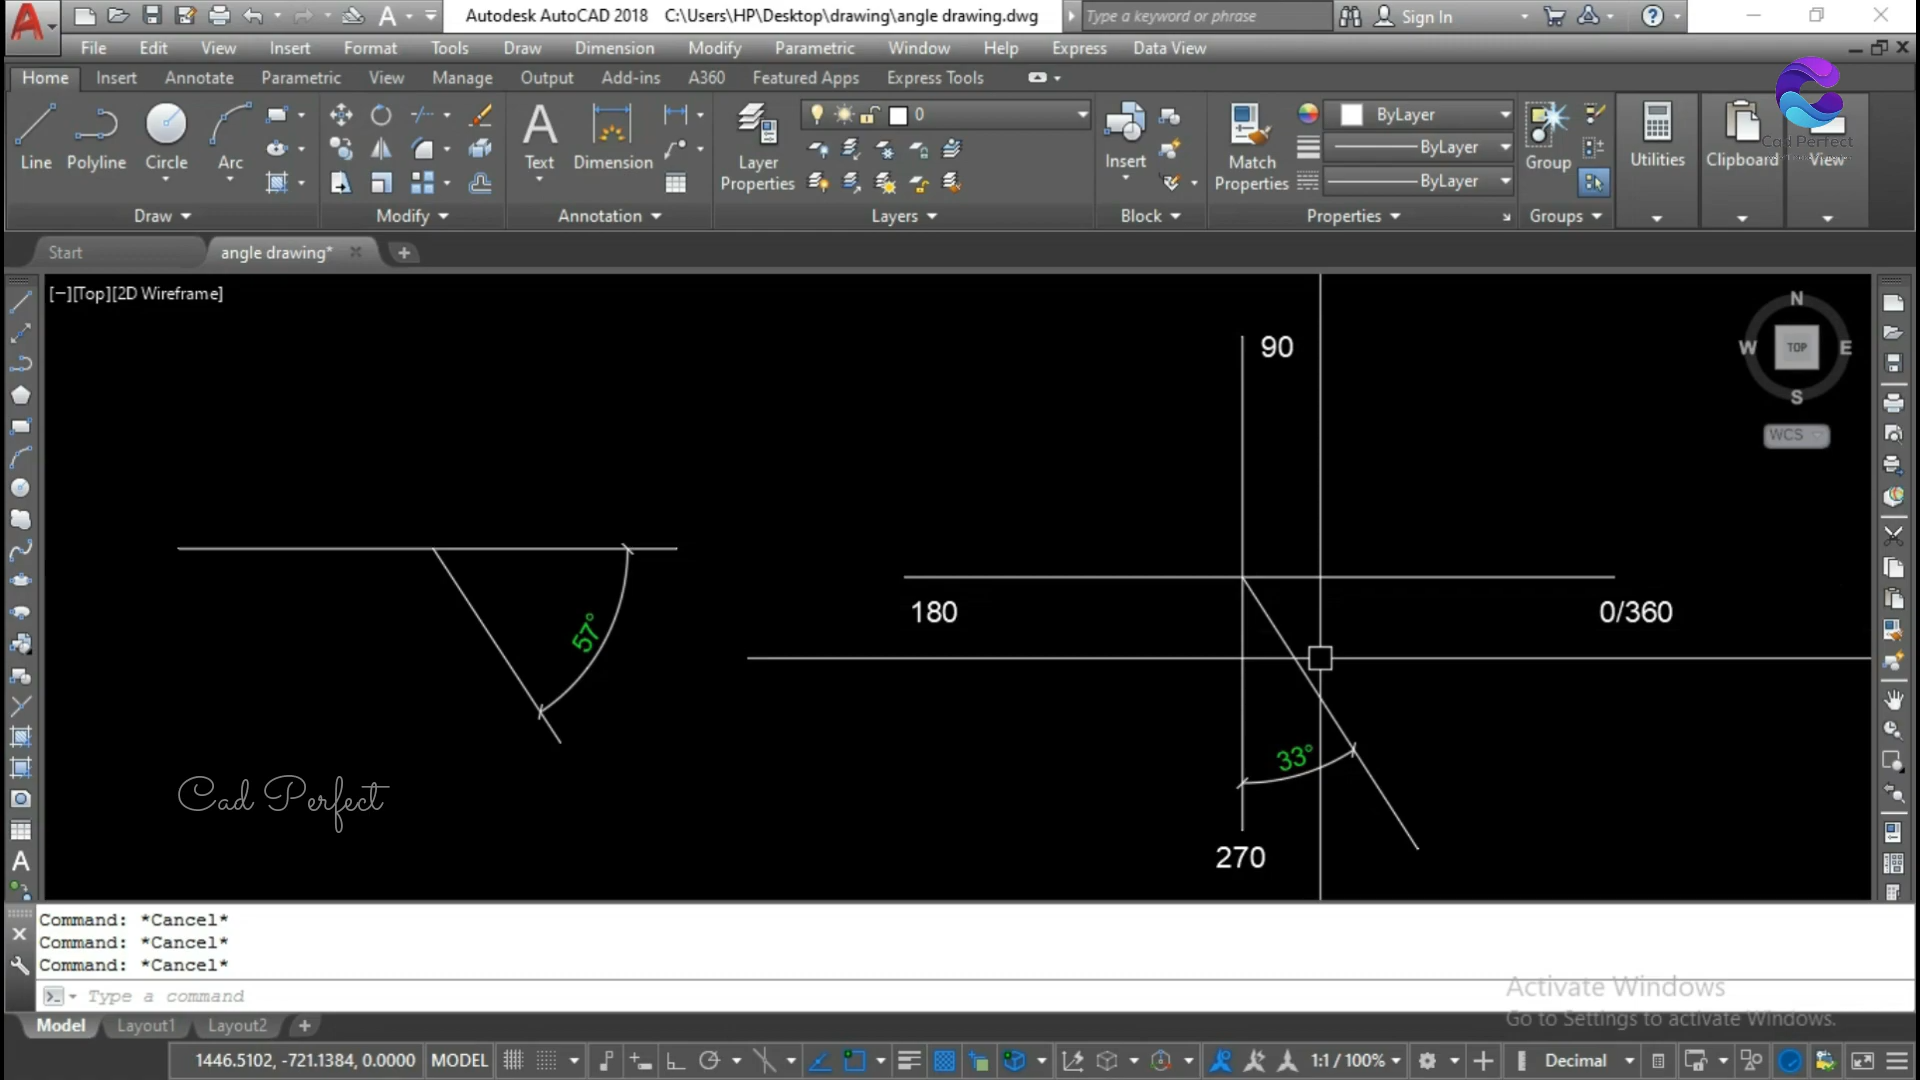 Autodesk AutoCAD 2018 C:\Users\HP\Desktop\drawing\angle drawing.dwg Type a keyword or phrase Sign In
File Edit View Insert Format Tools Draw Dimension Modify Parametric Window Help Express Data View
Home Insert Annotate Parametric View Manage Output Add-ins A360 Featured Apps Express Tools
0 ByLayer
Line Polyline Circle Arc Text Dimension Layer Properties Insert Match Properties ByLayer Group Utilities Clipboard View
Cad Perfect
ByLayer
Draw Modify Annotation Layers Block Properties Groups
Start angle drawing*
[−][Top][2D Wireframe]
N
W TOP E
S
WCS
90
180 0/360
57°
33°
270
Cad Perfect
Command: *Cancel*
Command: *Cancel*
Command: *Cancel*
Type a command
Activate Windows
Go to Settings to activate Windows.
Model Layout1 Layout2
1446.5102, -721.1384, 0.0000 MODEL 1:1 / 100% Decimal